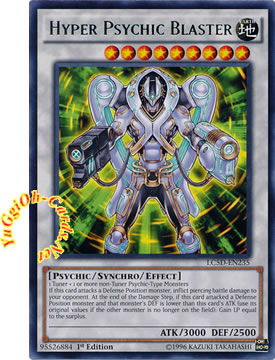 HYPER PSYCHIC BLASTER
EARTH
地
YuGiOh-Cards.Net
LC5D-EN235
[PSYCHIC/SYNCHRO/EFFECT]
1 Tuner + 1 or more non-Tuner Psychic-Type Monsters
If this card attacks a Defense Position monster, inflict piercing battle damage to
your opponent. At the end of the Damage Step, if this card attacked a Defense
Position monster and that monster's DEF is lower than this card's ATK (use its
original values if the other monster is no longer on the field): Gain LP equal
to the surplus.
ATK/3000 DEF/2500
95526884 1st Edition ©1996 KAZUKI TAKAHASHI